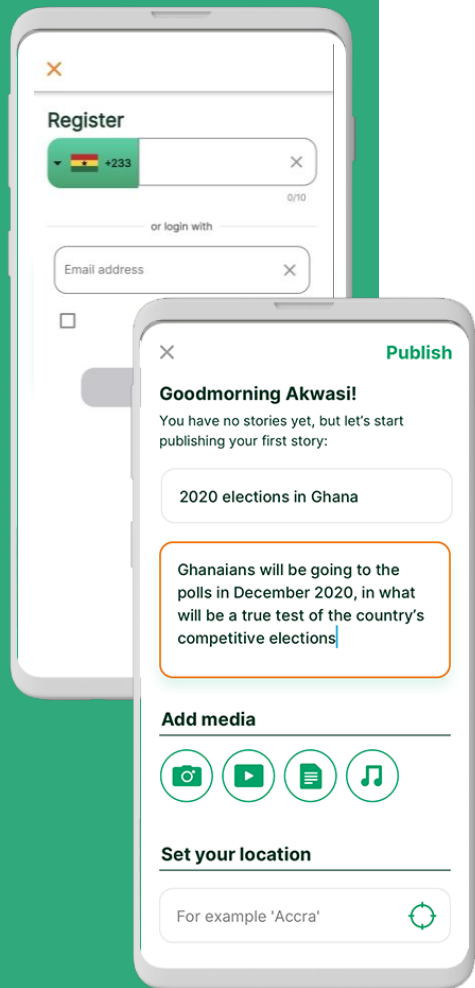 Register
+233
0/10
or login with
Email address
Publish
Goodmorning Akwasi!
You have no stories yet, but let's start
publishing your first story:
2020 elections in Ghana
Ghanaians will be going to the
polls in December 2020, in what
will be a true test of the country's
competitive elections
Add media
Set your location
For example 'Accra'